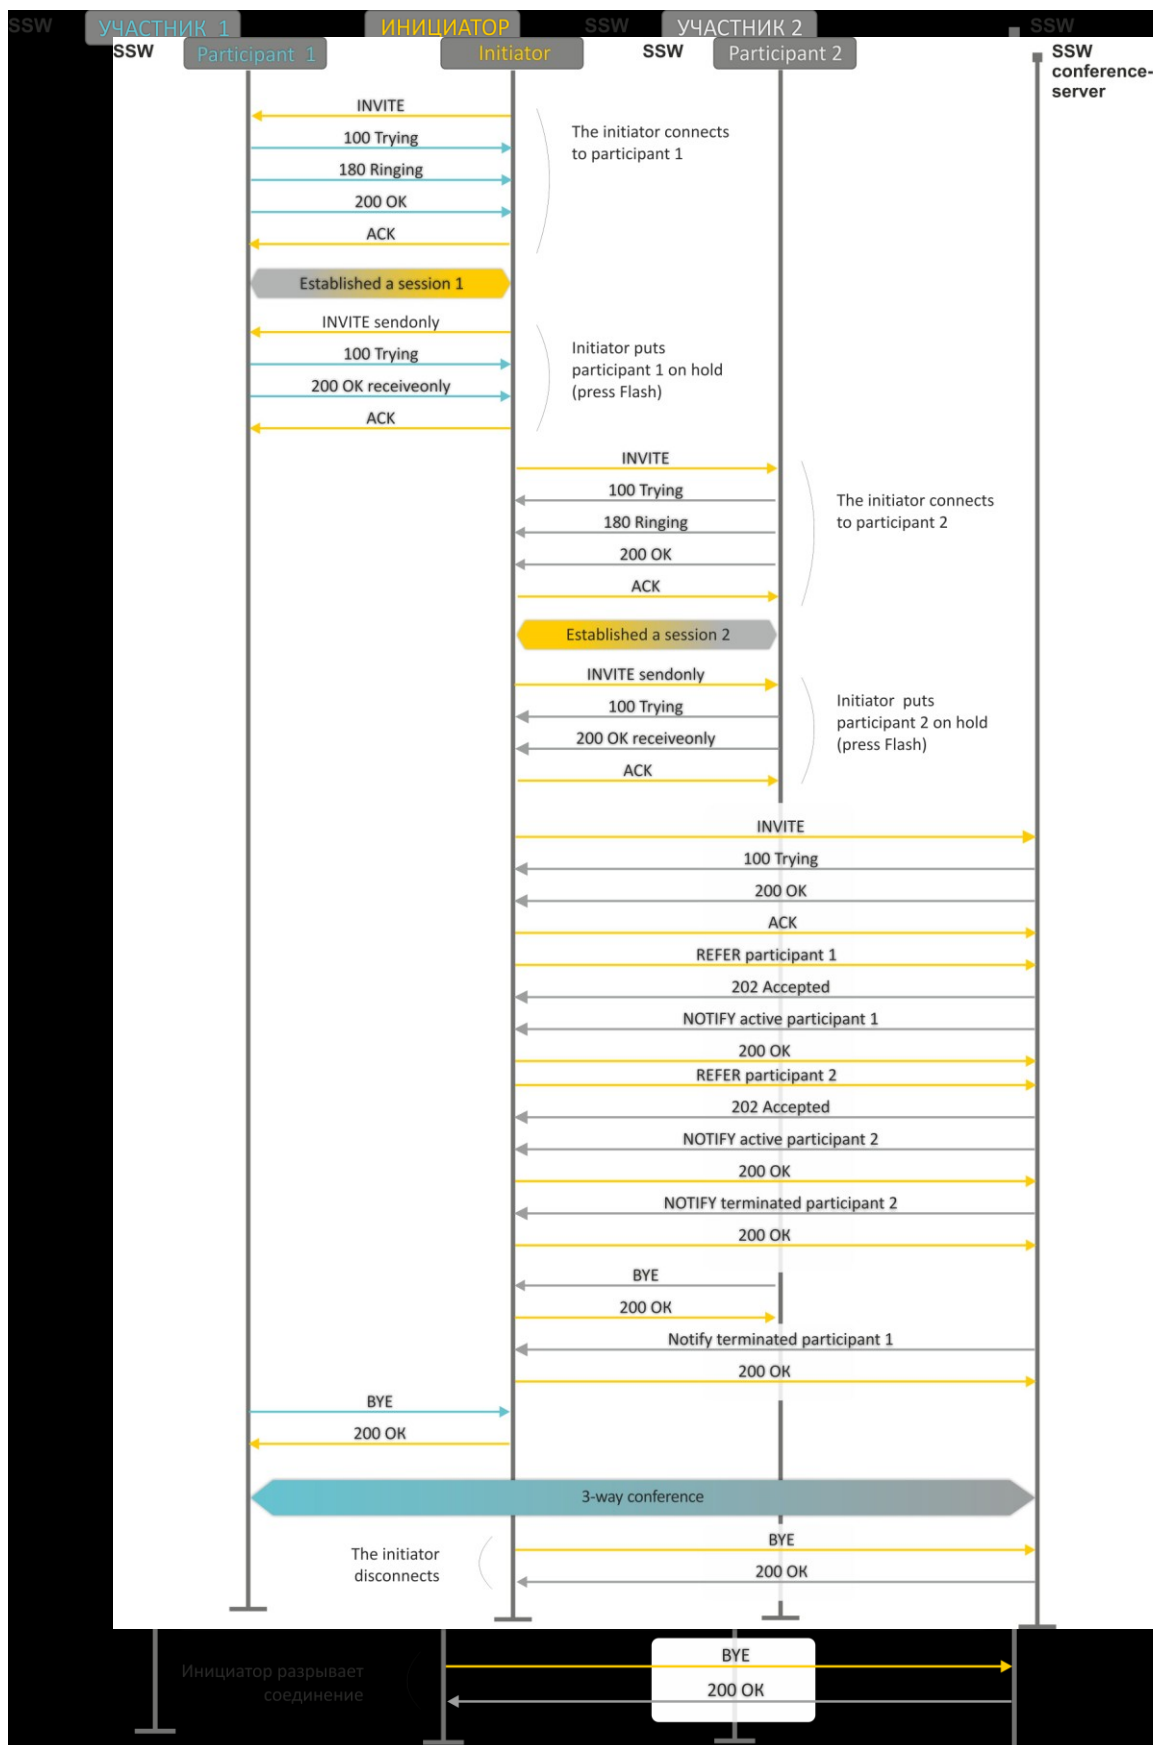 SSW УЧАСТНИК 1 ИНИЦИАТОР SSW УЧАСТНИК 2 SSW
SSW Participant 1 Initiator SSW Participant 2 SSW
conference-
server
INVITE
The initiator connects
100 Trying
to participant 1
180 Ringing
200 OK
ACK
Established a session 1
INVITE sendonly
Initiator puts
100 Trying
participant 1 on hold
200 OK receiveonly
(press Flash)
ACK
INVITE
100 Trying
The initiator connects
180 Ringing
to participant 2
200 OK
ACK
Established a session 2
INVITE sendonly
Initiator puts
100 Trying
participant 2 on hold
200 OK receiveonly
(press Flash)
ACK
INVITE
100 Trying
200 OK
ACK
REFER participant 1
202 Accepted
NOTIFY active participant 1
200 OK
REFER participant 2
202 Accepted
NOTIFY active participant 2
200 OK
NOTIFY terminated participant 2
200 OK
BYE
200 OK
Notify terminated participant 1
200 OK
BYE
200 OK
3-way conference
BYE
The initiator
200 OK
disconnects
BYE
Инициатор разрывает
200 OK
соединение